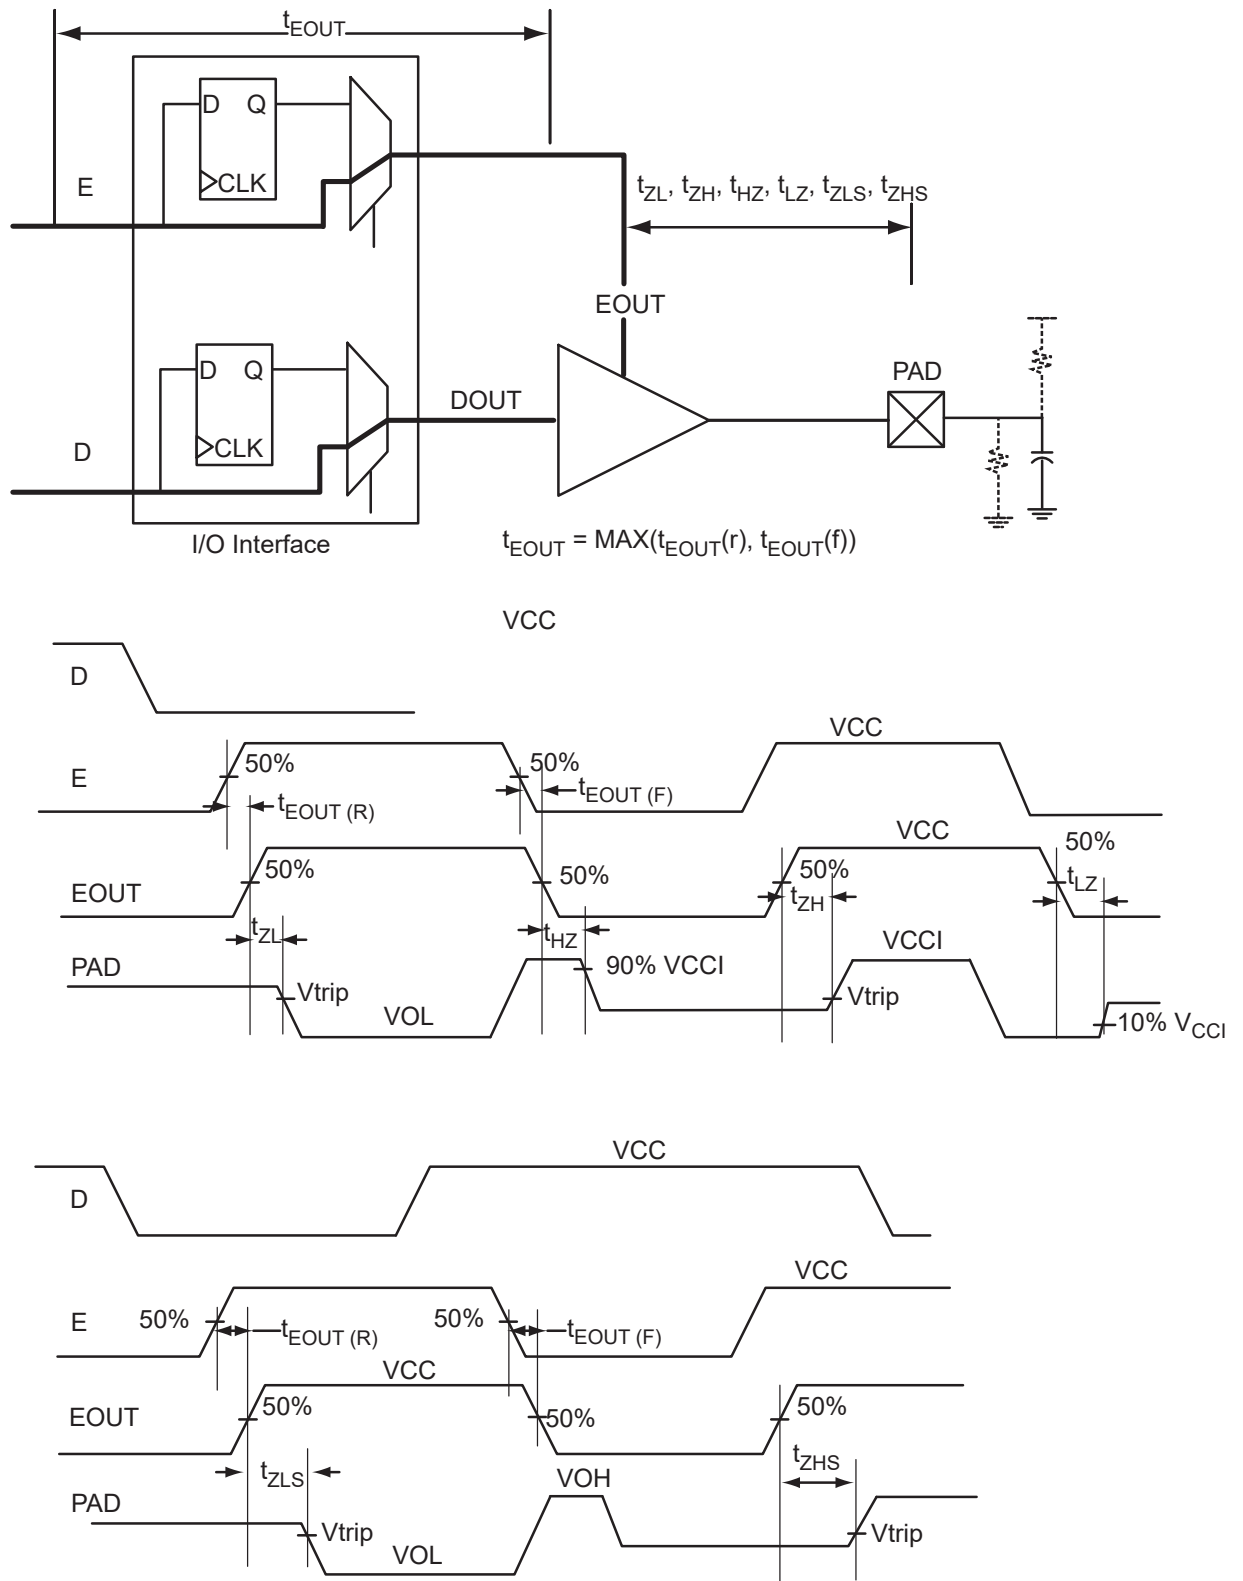 tEOUT
D Q
E
CLK
tZL, tZH, tHZ, tLZ, tZLS, tZHS
EOUT
D Q
PAD
DOUT
CLK
D
I/O Interface
tEOUT = MAX(tEOUT(r), tEOUT(f))
VCC
D
VCC
E
50%
50%
tEOUT (R)
tEOUT (F)
VCC
50%
EOUT
50%
50%
50%
tZH
tLZ
tZL
tHZ
VCCI
PAD
90% VCCI
Vtrip
Vtrip
VOL
10% VCCI
VCC
D
VCC
E
50%
tEOUT (R)
50%
tEOUT (F)
VCC
EOUT
50%
50%
50%
tZLS
VOH
tZHS
PAD
Vtrip
Vtrip
VOL